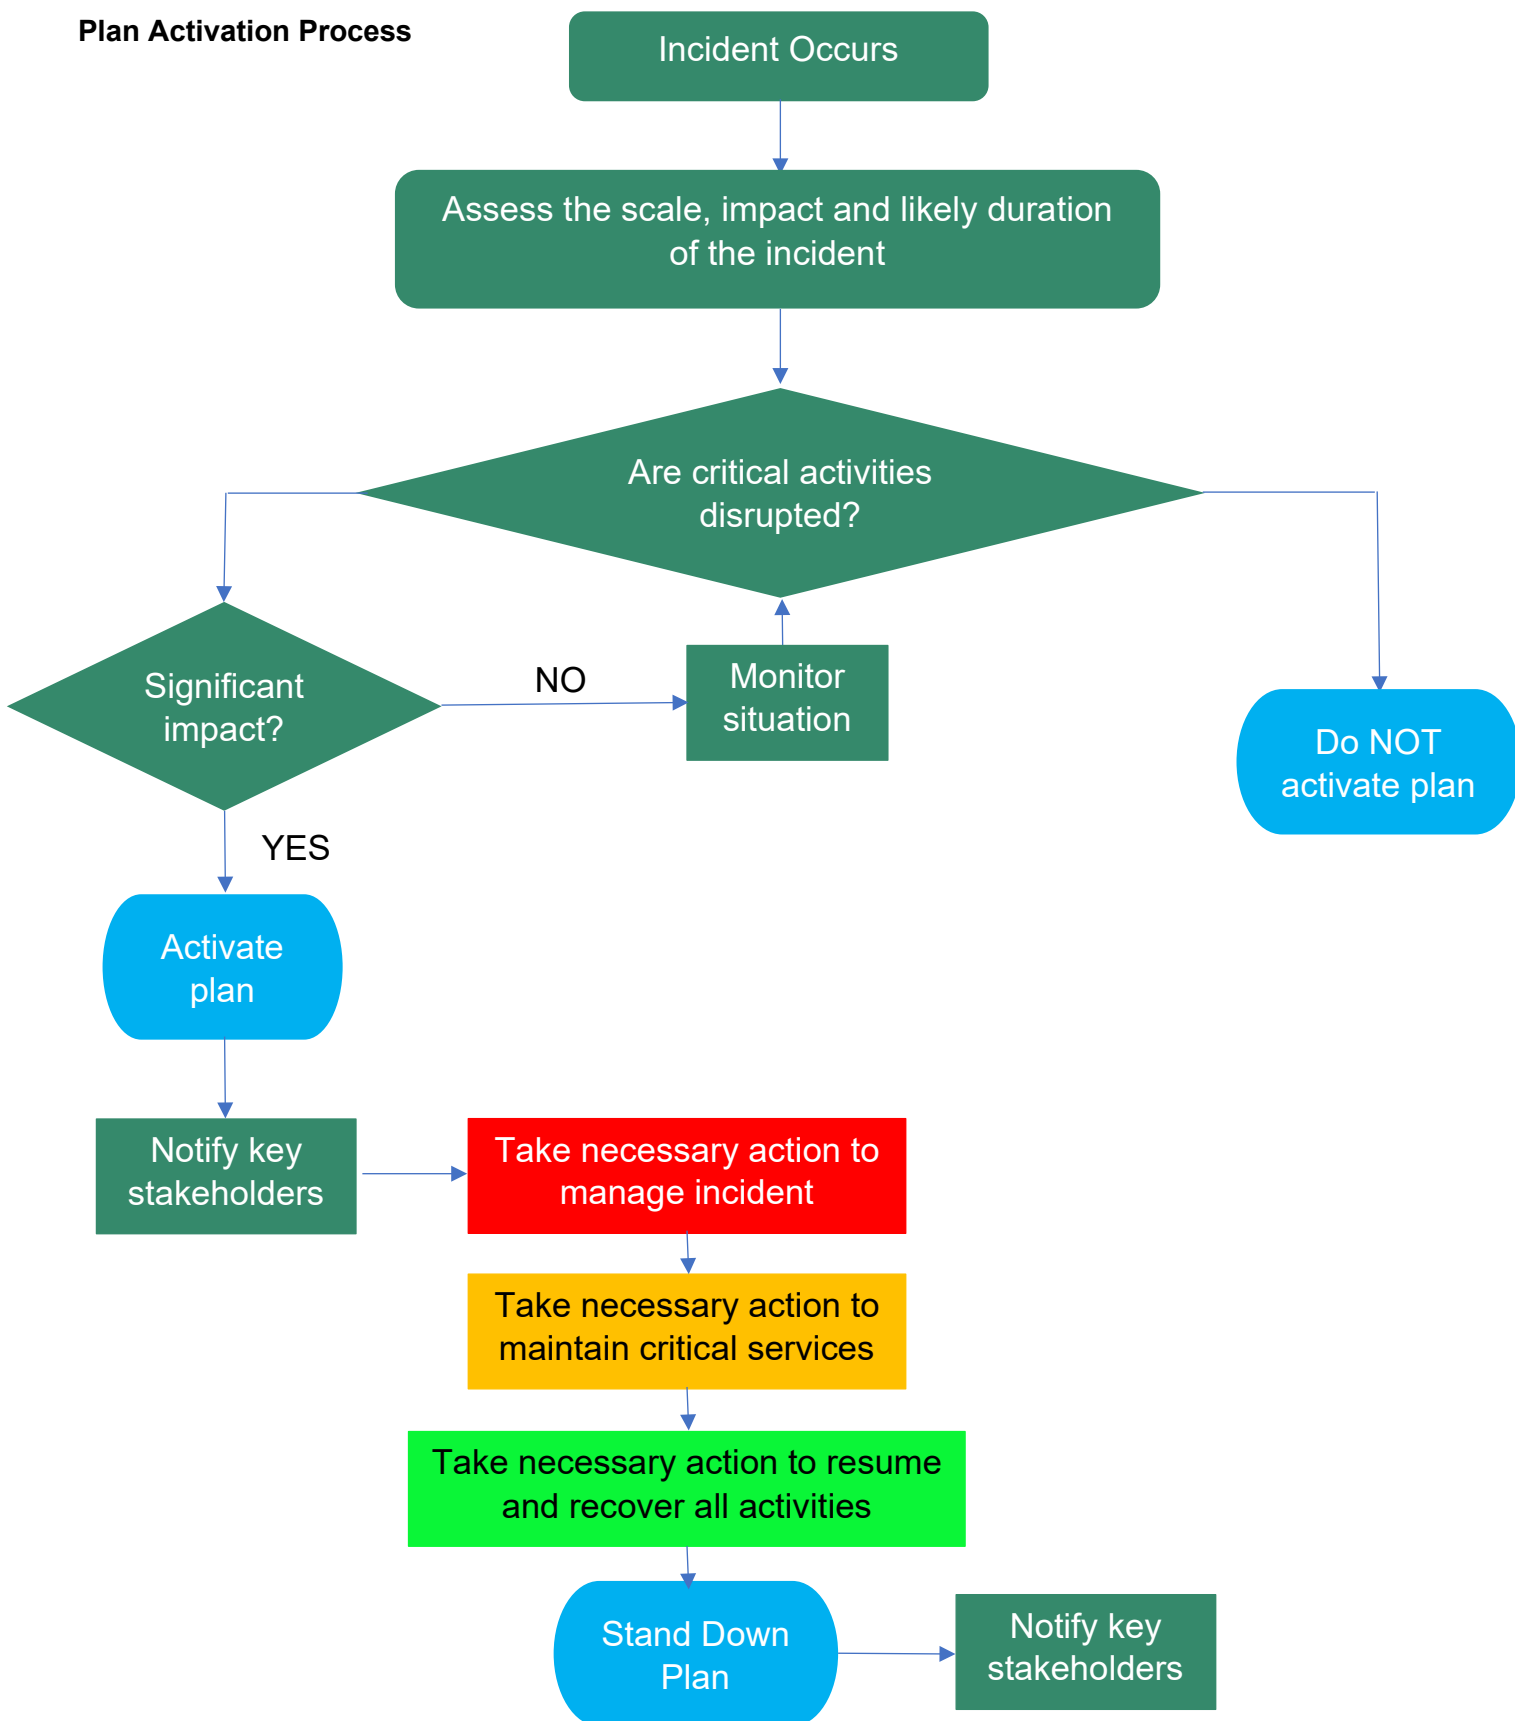 Plan Activation Process
Incident Occurs
Assess the scale, impact and likely duration
of the incident
Are critical activities
disrupted?
Significant
impact?
NO
Monitor
situation
Do NOT
activate plan
YES
Activate
plan
Notify key
stakeholders
Take necessary action to
manage incident
Take necessary action to
maintain critical services
Take necessary action to resume
and recover all activities
Stand Down
Plan
Notify key
stakeholders